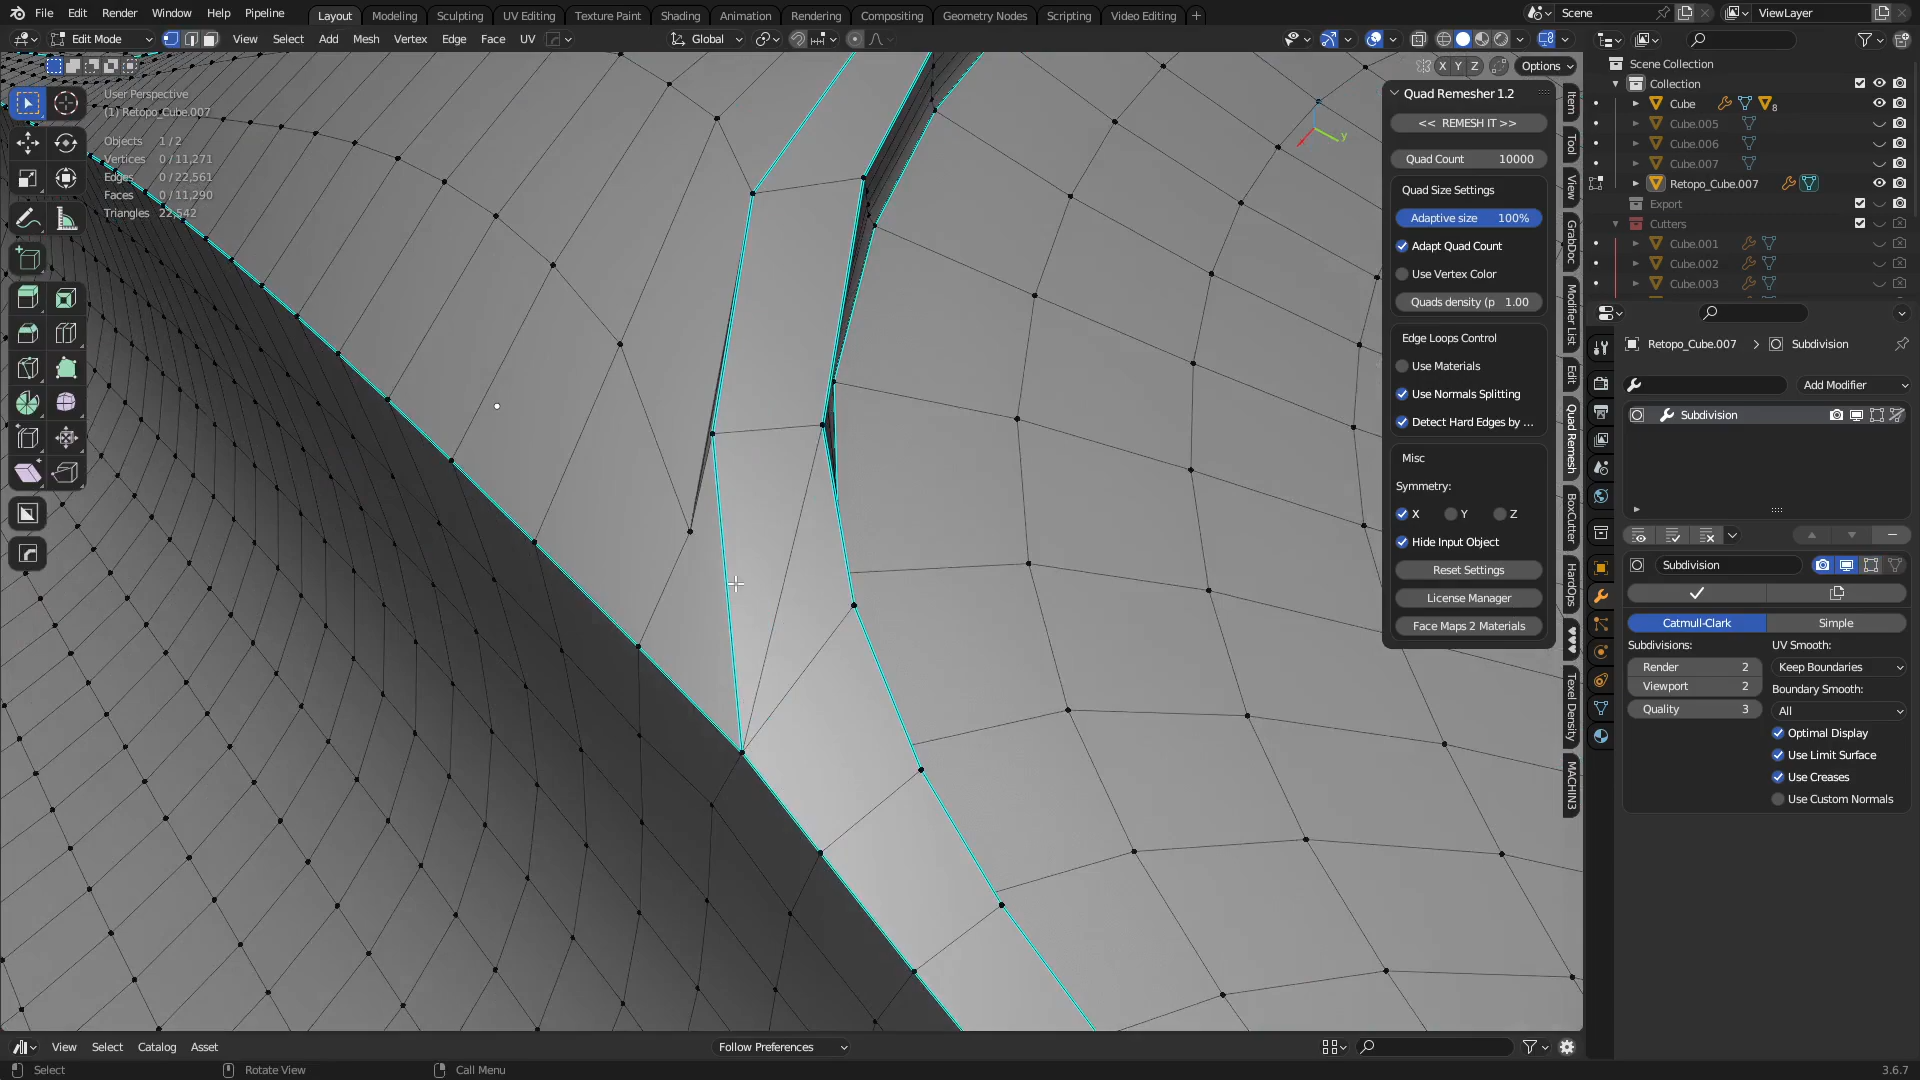 File Edit Render Window Help Pipeline Layout Modeling Sculpting UV Editing Texture Paint Shading Animation Rendering Compositing Geometry Nodes Scripting Video Editing + Scene ViewLayer
Edit Mode View Select Add Mesh Vertex Edge Face UV Global
X Y Z Options
User Perspective
(1) Retopo_Cube.007
Objects 1/2
Vertices 0/11,271
Edges 0/22,561
Faces 0/11,290
Triangles 22,542
y
Quad Remesher 1.2
<< REMESH IT >>
Quad Count 10000
Quad Size Settings
Adaptive size 100%
Adapt Quad Count
Use Vertex Color
Quads density (p 1.00
Edge Loops Control
Use Materials
Use Normals Splitting
Detect Hard Edges by ...
Misc
Symmetry:
X Y Z
Hide Input Object
Reset Settings
License Manager
Face Maps 2 Materials
Item
Tool
View
GrabDoc
Modifier List
Edit
Quad Remesh
BoxCutter
HardOps
♥♥♥
Texel Density
MACHIN3
Scene Collection
Collection
Cube 8
Cube.005
Cube.006
Cube.007
Retopo_Cube.007
Export
Cutters
Cube.001
Cube.002
Cube.003
Retopo_Cube.007 > Subdivision
Add Modifier
Subdivision
Subdivision
Catmull-Clark Simple
Subdivisions: UV Smooth:
Render 2 Keep Boundaries
Viewport 2 Boundary Smooth:
Quality 3 All
Optimal Display
Use Limit Surface
Use Creases
Use Custom Normals
View Select Catalog Asset Follow Preferences
Select Rotate View Call Menu 3.6.7